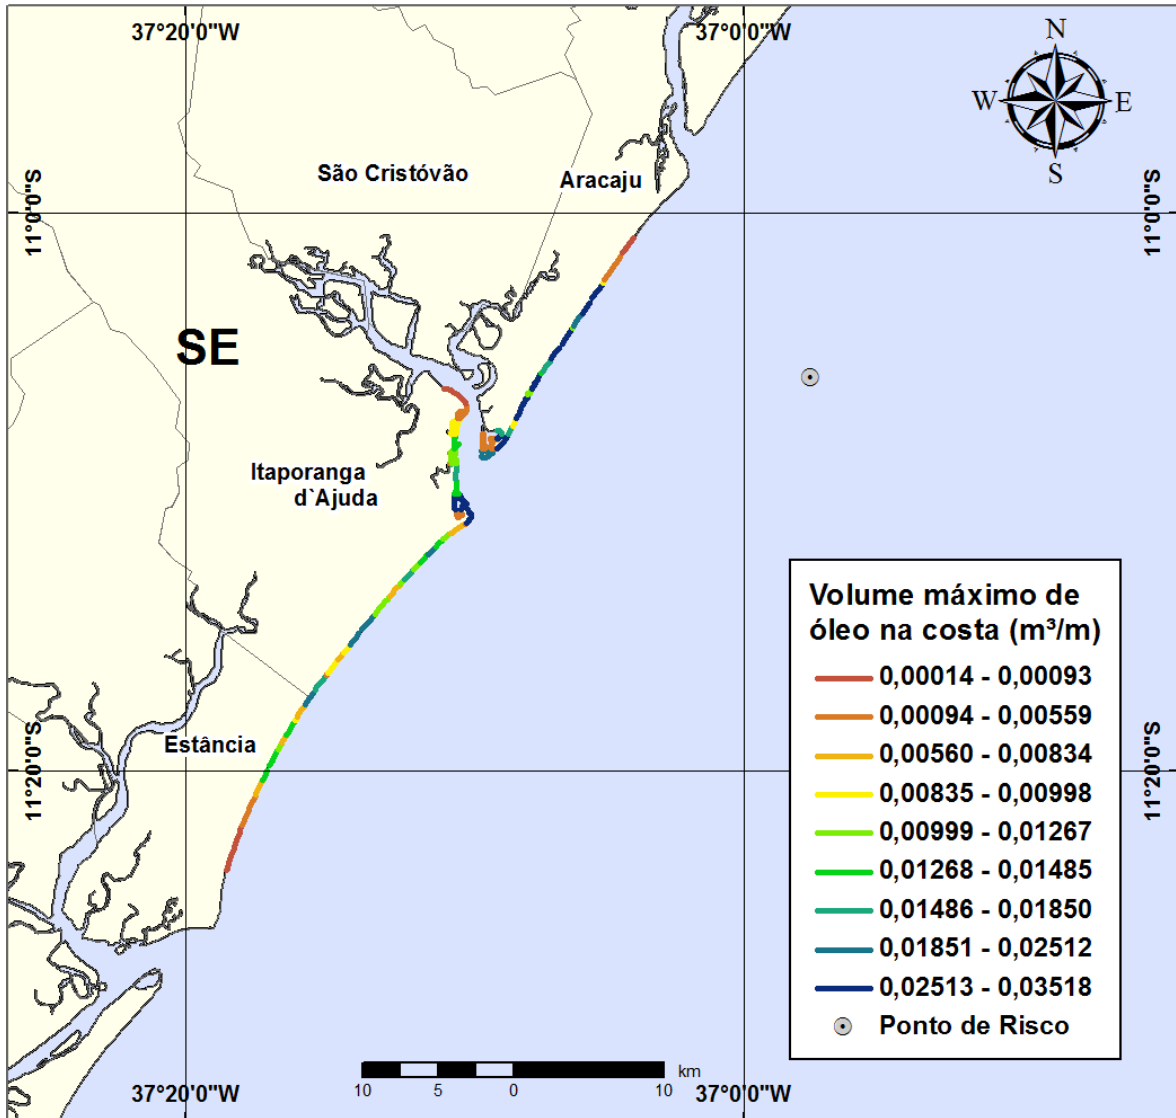 37°20'0"W
37°0'0"W
N
W
E
S
São Cristóvão
Aracaju
11°0'0"S
11°0'0"S
SE
Itaporanga
d`Ajuda
Estância
11°20'0"S
11°20'0"S
Volume máximo de
óleo na costa (m³/m)
0,00014 - 0,00093
0,00094 - 0,00559
0,00560 - 0,00834
0,00835 - 0,00998
0,00999 - 0,01267
0,01268 - 0,01485
0,01486 - 0,01850
0,01851 - 0,02512
0,02513 - 0,03518
Ponto de Risco
km
10 5 0 10
37°20'0"W
37°0'0"W